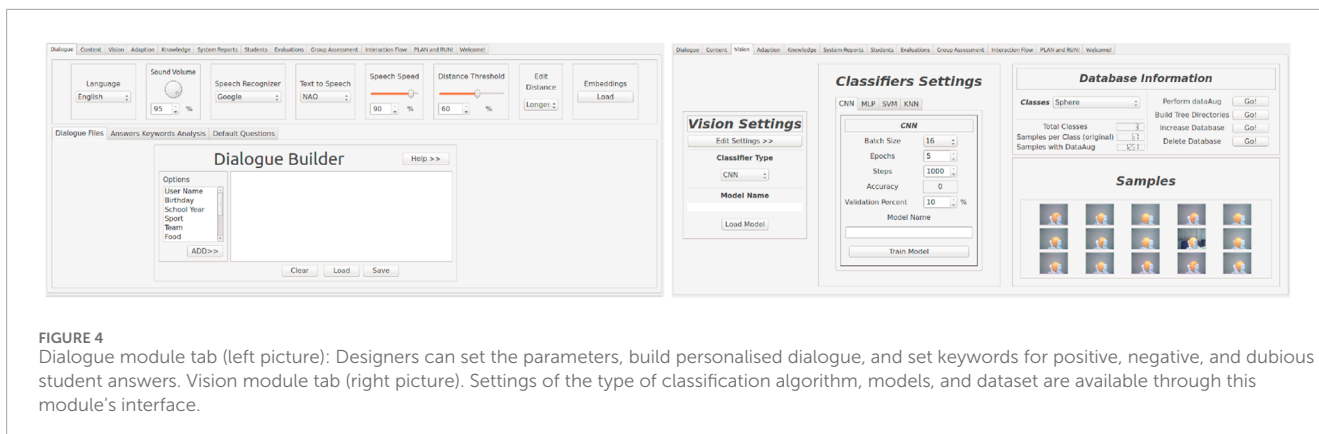 Dialogue Content Vision Adaption Knowledge System Reports Students Evaluations Group Assessment Interaction Flow PLAN and RUN! Welcome!
Language
English
Sound Volume
95 %
Speech Recognizer
Google
Text to Speech
NAO
Speech Speed
90 %
Distance Threshold
60 %
Edit
Distance
Longes
Embeddings
Load
Dialogue Files Answers Keywords Analysis Default Questions
Dialogue Builder
Help >>
Options
User Name
Birthday
School Year
Sport
Team
Food
ADD>>
Clear Load Save
Dialogue Content Vision Adaption Knowledge System Reports Students Evaluations Group Assessment Interaction Flow PLAN and RUN! Welcome!
Vision Settings
Edit Settings >>
Classifier Type
CNN
Model Name
Load Model
Classifiers Settings
CNN MLP SVM KNN
CNN
Batch Size 16
Epochs 5
Steps 1000
Accuracy 0
Validation Percent 10 %
Model Name
Train Model
Database Information
Classes Sphere
Total Classes
Samples per Class (original)
Samples with DataAug
Perform dataAug Go!
Build Tree Directories Go!
Increase Database Go!
Delete Database Go!
Samples
FIGURE 4
Dialogue module tab (left picture): Designers can set the parameters, build personalised dialogue, and set keywords for positive, negative, and dubious
student answers. Vision module tab (right picture). Settings of the type of classification algorithm, models, and dataset are available through this
module's interface.